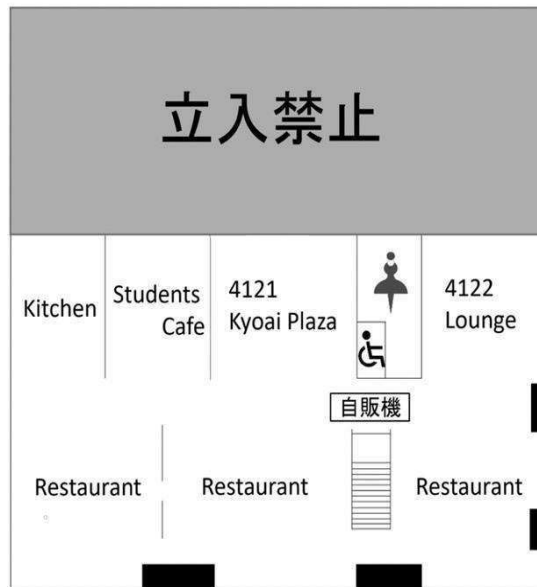 立入禁止
Kitchen
Students
Cafe
4121
Kyoai Plaza
4122
Lounge
自販機
Restaurant
Restaurant
Restaurant